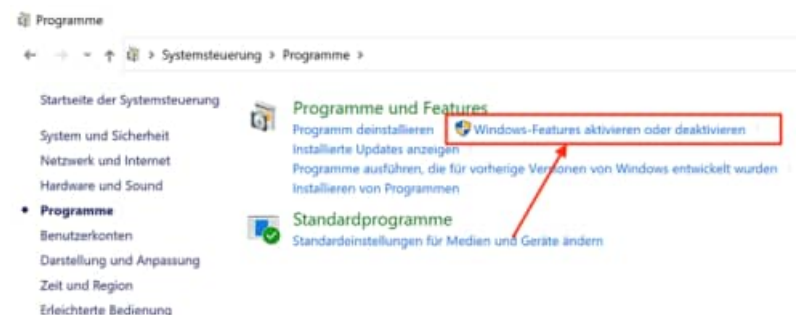 Programme
Systemsteuerung > Programme >
Startseite der Systemsteuerung
System und Sicherheit
Netzwerk und Internet
Hardware und Sound
Programme
Benutzerkonten
Darstellung und Anpassung
Zeit und Region
Erleichterte Bedienung
Programme und Features
Programm deinstallieren Windows-Features aktivieren oder deaktivieren
Installierte Updates anzeigen
Programme ausführen, die für vorherige Versionen von Windows entwickelt wurden
Installieren von Programmen
Standardprogramme
Standardeinstellungen für Medien und Geräte ändern